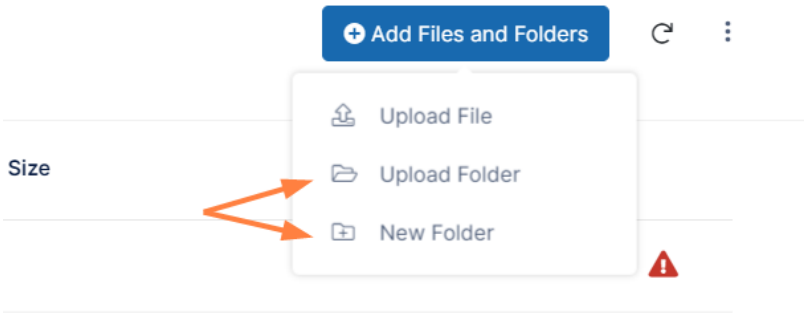 Add Files and Folders
Upload File
Size
Upload Folder
New Folder